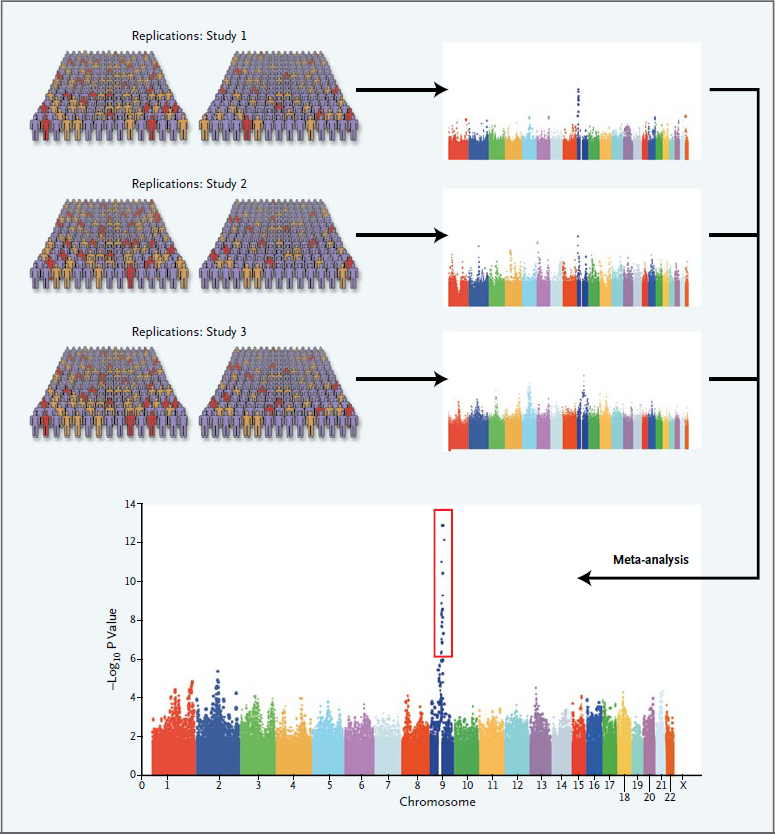 Replications: Study 1
Replications: Study 2
Replications: Study 3
Meta-analysis
14
12
10
8
6
4
2
0
−Log10 P Value
0 1 2 3 4 5 6 7 8 9 10 11 12 13 14 15 16 17 18 19 20 21 22 X
Chromosome